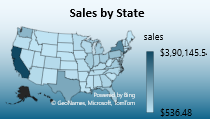 Sales by State
sales
$3,90,145.5
$536.48
Powered by Bing
© GeoNames, Microsoft, TomTom